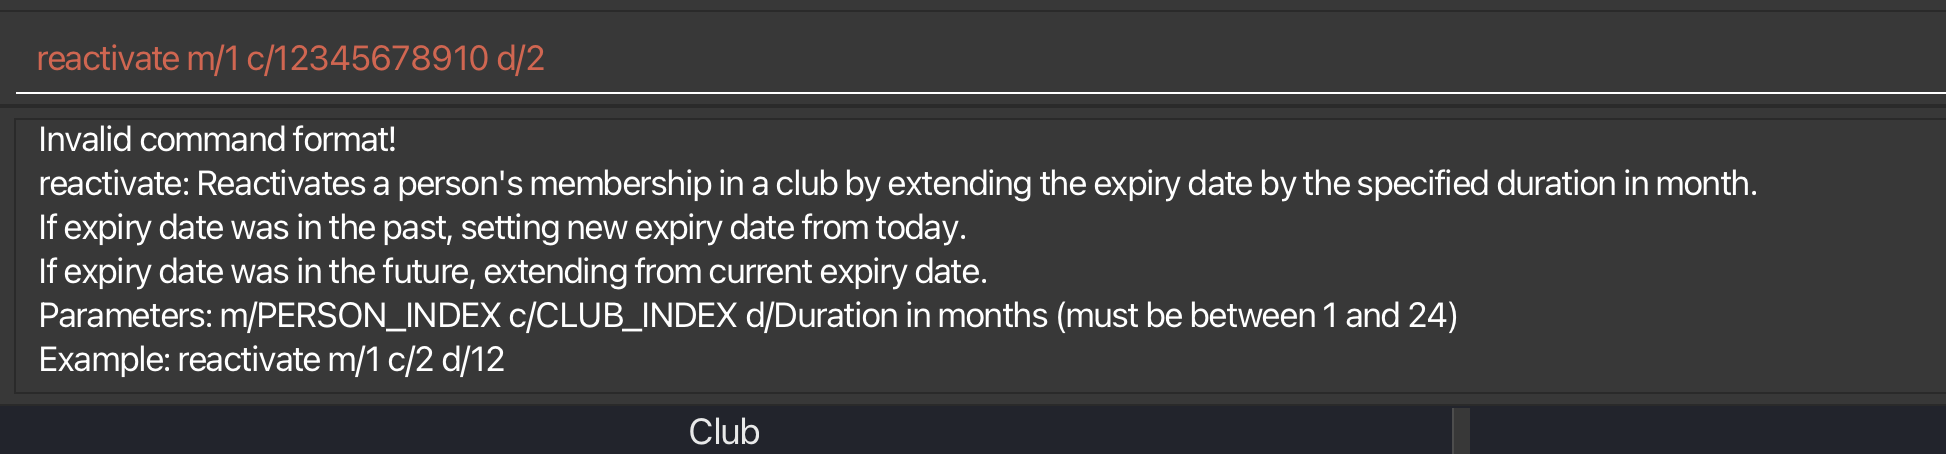 reactivate m/1 c/12345678910 d/2
Invalid command format!
reactivate: Reactivates a person's membership in a club by extending the expiry date by the specified duration in month.
If expiry date was in the past, setting new expiry date from today.
If expiry date was in the future, extending from current expiry date.
Parameters: m/PERSON_INDEX c/CLUB_INDEX d/Duration in months (must be between 1 and 24)
Example: reactivate m/1 c/2 d/12
Club